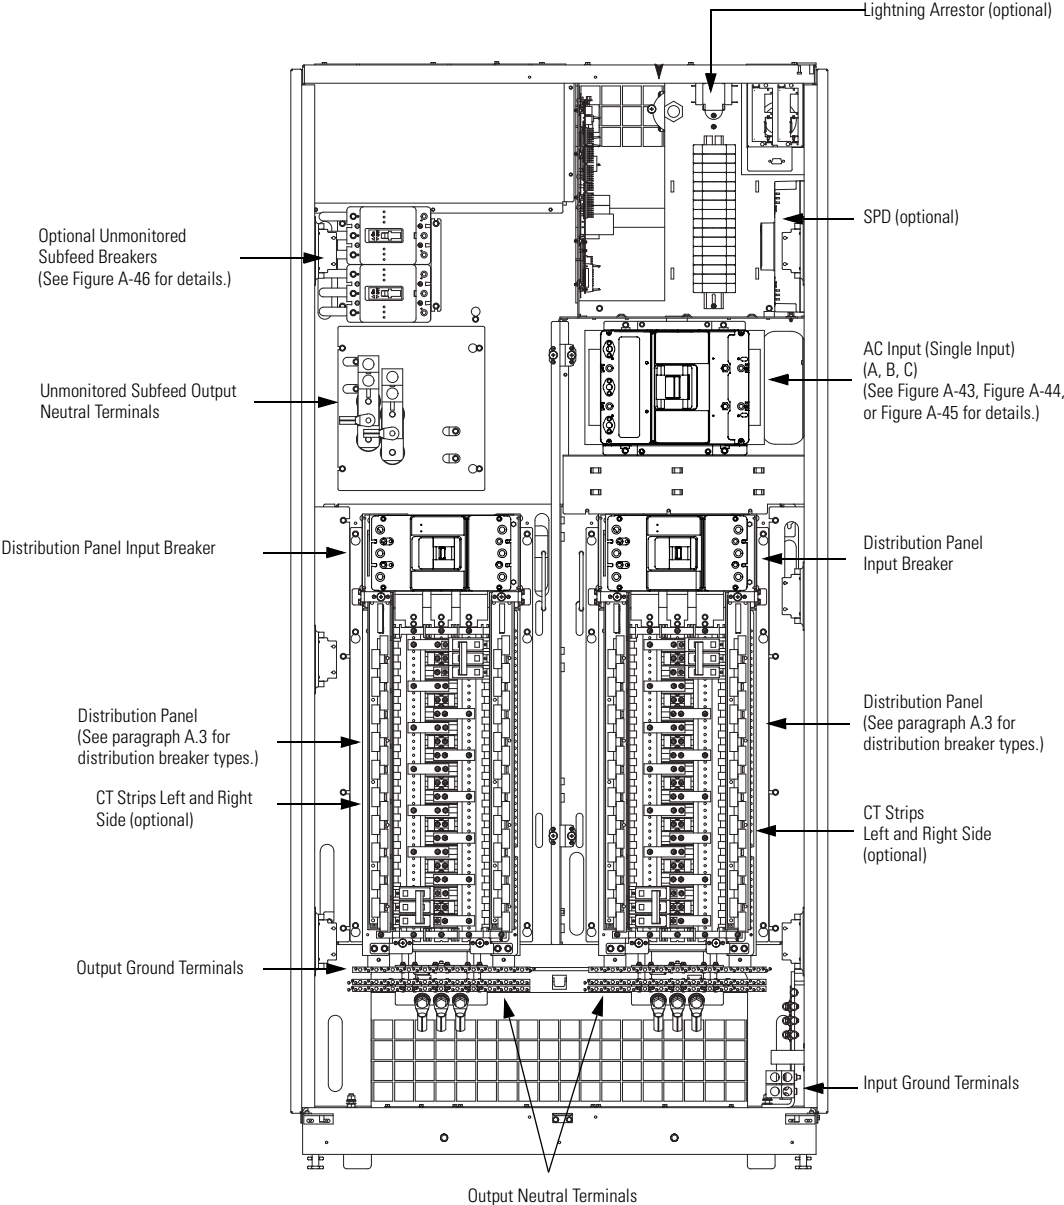 Lightning Arrestor (optional)
SPD (optional)
Optional Unmonitored
Subfeed Breakers
(See Figure A-46 for details.)
AC Input (Single Input)
(A, B, C)
(See Figure A-43, Figure A-44,
or Figure A-45 for details.)
Unmonitored Subfeed Output
Neutral Terminals
Distribution Panel Input Breaker
Distribution Panel
Input Breaker
Distribution Panel
(See paragraph A.3 for
distribution breaker types.)
Distribution Panel
(See paragraph A.3 for
distribution breaker types.)
CT Strips Left and Right
Side (optional)
CT Strips
Left and Right Side
(optional)
Output Ground Terminals
Input Ground Terminals
Output Neutral Terminals